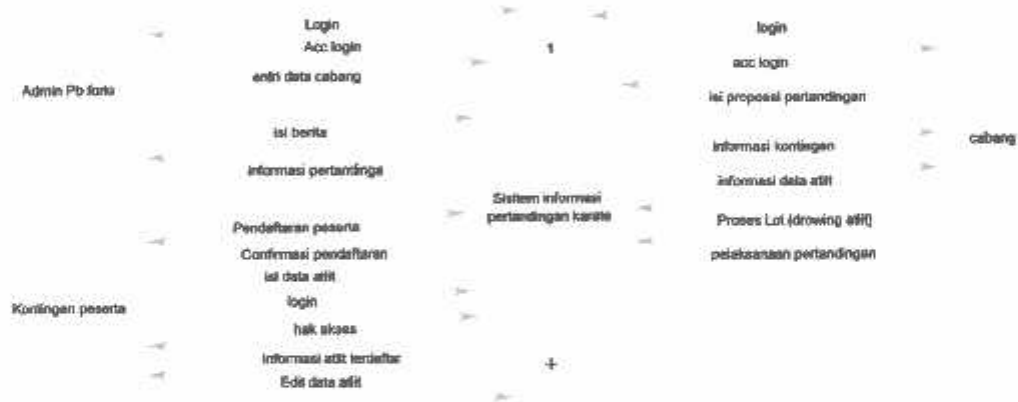 Login
login
Acc login
1
acc login
entri data cabang
Admin Pb forki
isi proposal pertandingan
isi berita
cabang
informasi kontingen
informasi pertandinga
informasi data atlit
Sistem informasi
pertandingan karate
Proses Lot (drowing atlit)
Pendaftaran peserta
Confirmasi pendaftaran
pelaksanaan pertandingan
isi data atlit
login
Kontingen peserta
hak akses
Informasi atlit terdaftar
+
Edit data atlit